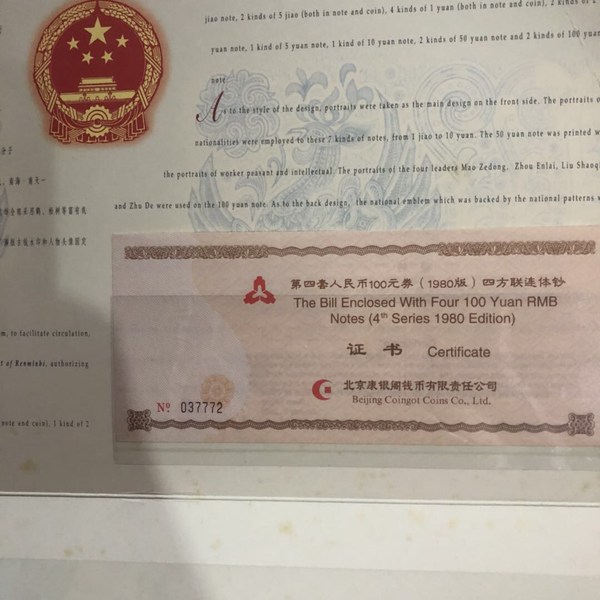 jiao note, 2 kinds of 5 jiao (both in note and coin), 4 kinds of 1 yuan (both in note and coin), 2 kinds of 2
yuan note, 1 kind of 5 yuan note, 1 kind of 10 yuan note, 2 kinds of 50 yuan note and 2 kinds of 100 yuan
note.
As to the style of the design, portraits were taken as the main design on the front side. The portraits o
nationalities were employed to these 7 kinds of notes, from 1 jiao to 10 yuan. The 50 yuan note was printed w
the portraits of worker peasant and intellectual. The portraits of the four leaders Mao Zedong. Zhou Enlai, Liu Shaoq
and Zhu De were used on the 100 yuan note. As to the back design, the national emblem which was backed by the national patterns w
m, to facilitate circulation,
t of Renminbi, authorizing
note and coin), 1 kind of 2
第四套人民币100元券（1980版）四方联连体钞
The Bill Enclosed With Four 100 Yuan RMB
Notes (4th Series 1980 Edition)
证书 Certificate
北京康银阁钱币有限责任公司
Beijing Coingot Coins Co., Ltd.
Nº 037772